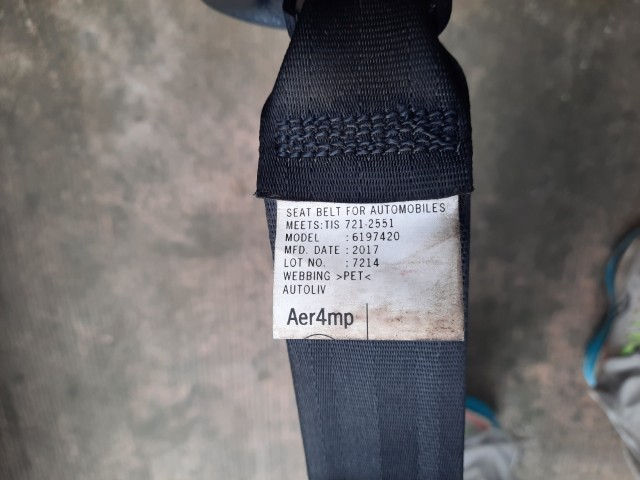 SEAT BELT FOR AUTOMOBILES
MEETS:TIS 721-2551
MODEL : 6197420
MFD. DATE : 2017
LOT NO. : 7214
WEBBING >PET<
AUTOLIV
Aer4mp